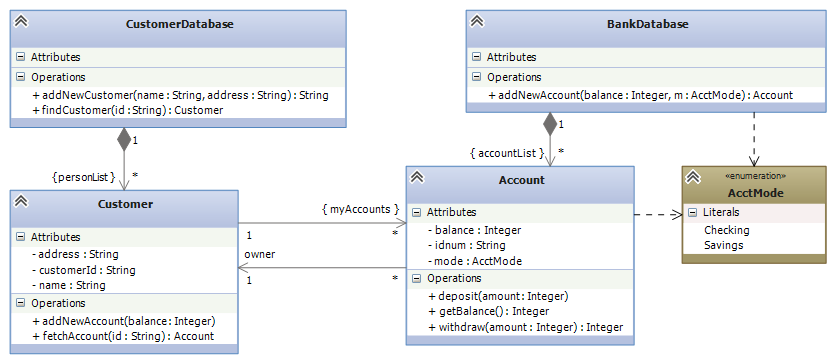 CustomerDatabase
Attributes
Operations
+ addNewCustomer(name : String, address : String) : String
+ findCustomer(id : String) : Customer
BankDatabase
Attributes
Operations
+ addNewAccount(balance: Integer, m : AcctMode) : Account
1
{personList }
*
1
{ accountList }
*
Customer
Attributes
- address : String
- customerId : String
- name : String
Operations
+ addNewAccount(balance: Integer)
+ fetchAccount(id : String) : Account
{ myAccounts }
1
*
owner
1
*
Account
Attributes
- balance : Integer
- idnum : String
- mode : AcctMode
Operations
+ deposit(amount: Integer)
+ getBalance() : Integer
+ withdraw(amount: Integer) : Integer
«enumeration»
AcctMode
Literals
Checking
Savings